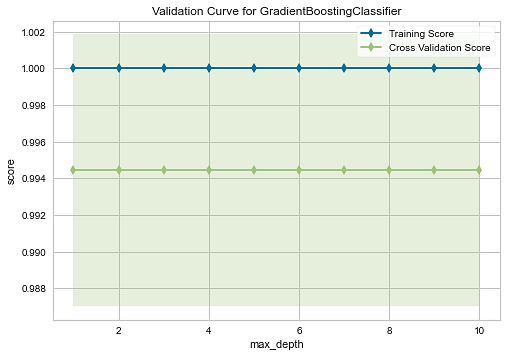 Validation Curve for GradientBoostingClassifier
Training Score
Cross Validation Score
1.002
1.000
0.998
0.996
0.994
0.992
0.990
0.988
score
2 4 6 8 10
max_depth